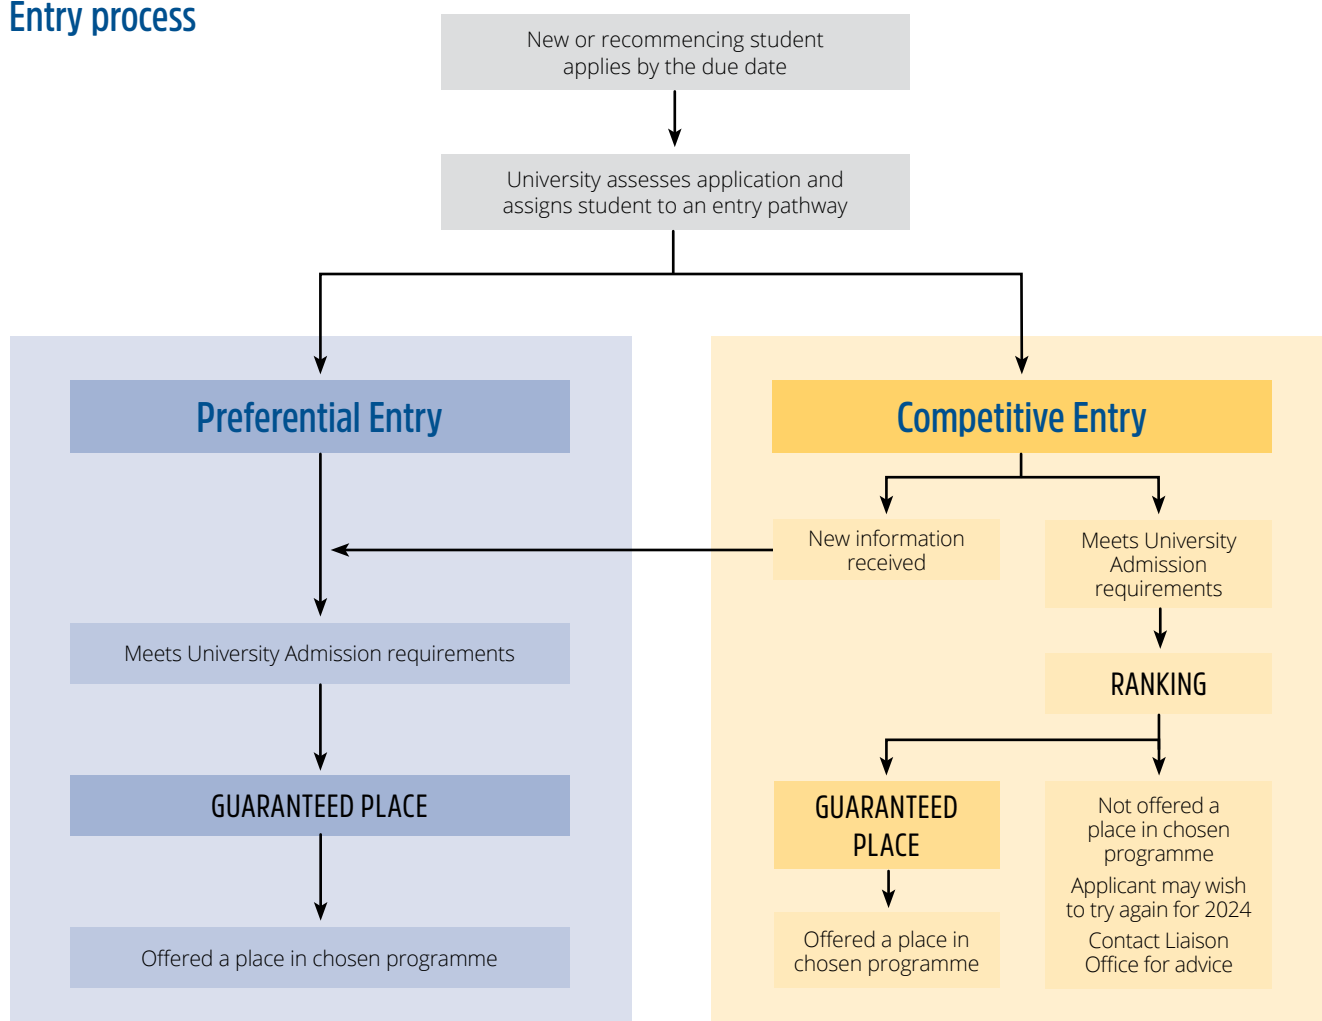 Entry process
New or recommencing student
applies by the due date
University assesses application and
assigns student to an entry pathway
Preferential Entry
Meets University Admission requirements
GUARANTEED PLACE
Offered a place in chosen programme
Competitive Entry
New information
received
Meets University
Admission
requirements
RANKING
GUARANTEED
PLACE
Offered a place in
chosen programme
Not offered a
place in chosen
programme
Applicant may wish
to try again for 2024
Contact Liaison
Office for advice